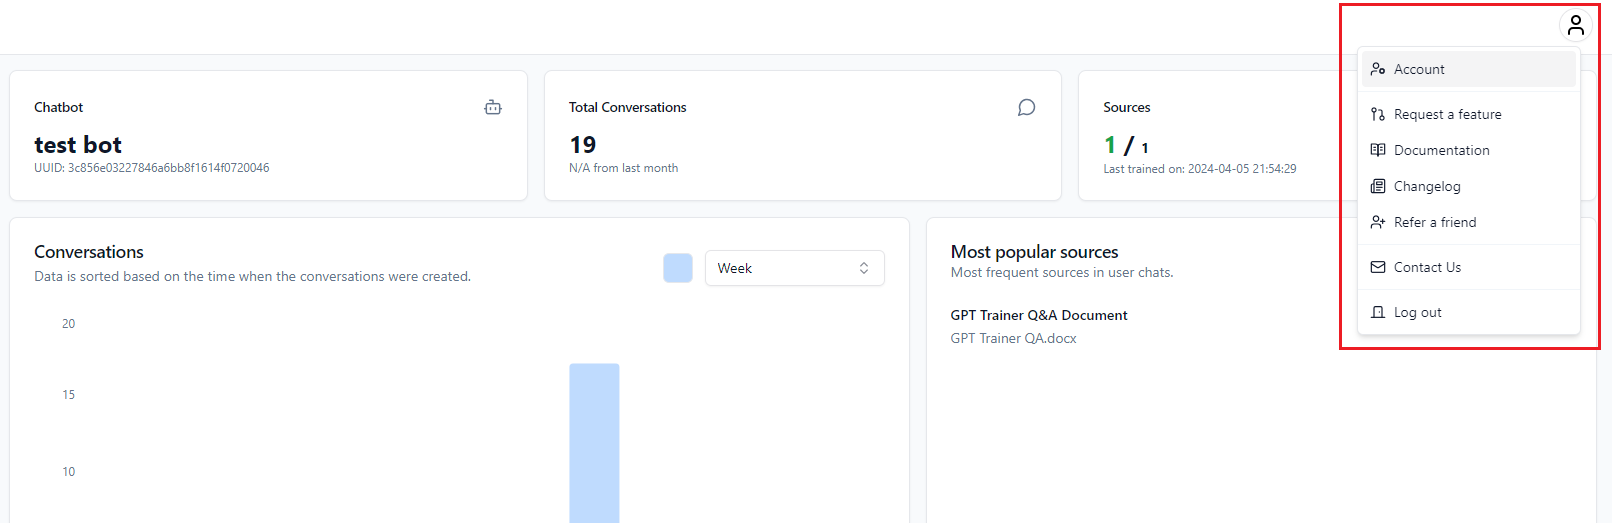 Chatbot
test bot
UUID: 3c856e03227846a6bb8f1614f0720046
Total Conversations
19
N/A from last month
Sources
1 / 1
Last trained on: 2024-04-05 21:54:29
Account
Request a feature
Documentation
Changelog
Refer a friend
Contact Us
Log out
Conversations
Data is sorted based on the time when the conversations were created.
Week
20
15
10
Most popular sources
Most frequent sources in user chats.
GPT Trainer Q&A Document
GPT Trainer QA.docx